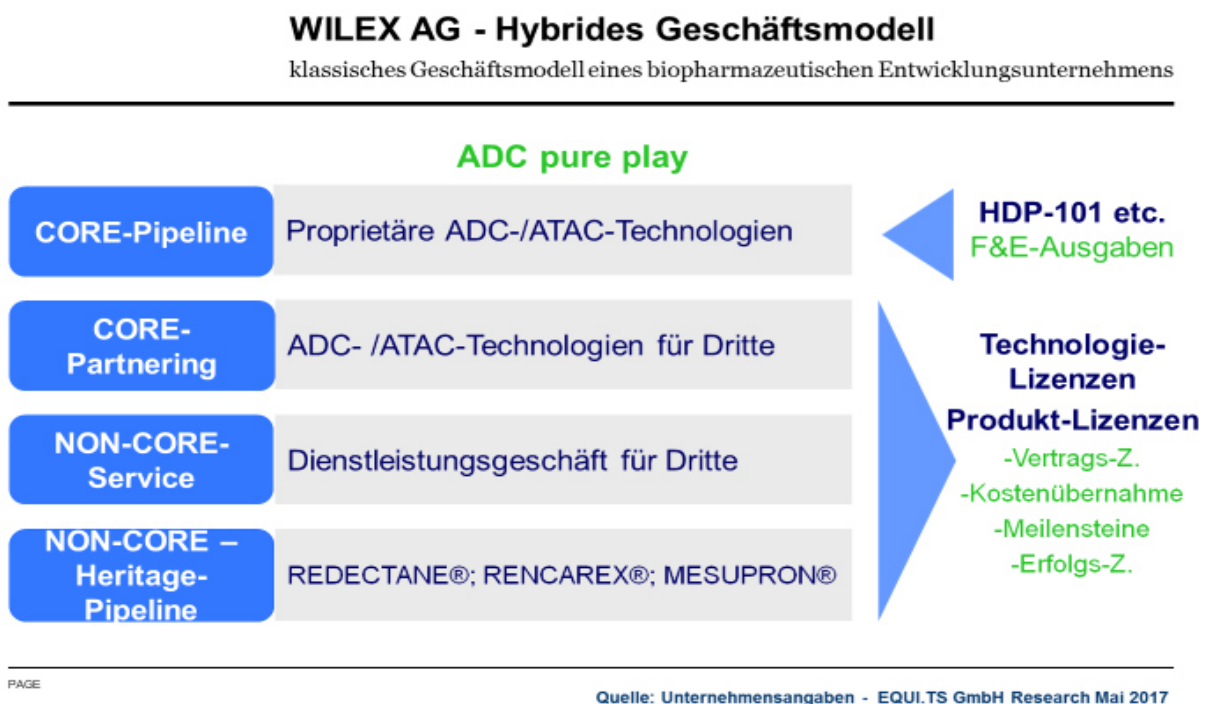 WILEX AG - Hybrides Geschäftsmodell
klassisches Geschäftsmodell eines biopharmazeutischen Entwicklungsunternehmens
ADC pure play
CORE-Pipeline
Proprietäre ADC-/ATAC-Technologien
HDP-101 etc.
F&E-Ausgaben
CORE-
Partnering
ADC- /ATAC-Technologien für Dritte
NON-CORE-
Service
Dienstleistungsgeschäft für Dritte
NON-CORE –
Heritage-
Pipeline
REDECTANE®; RENCAREX®; MESUPRON®
Technologie-
Lizenzen
Produkt-Lizenzen
-Vertrags-Z.
-Kostenübernahme
-Meilensteine
-Erfolgs-Z.
PAGE
Quelle: Unternehmensangaben - EQUI.TS GmbH Research Mai 2017